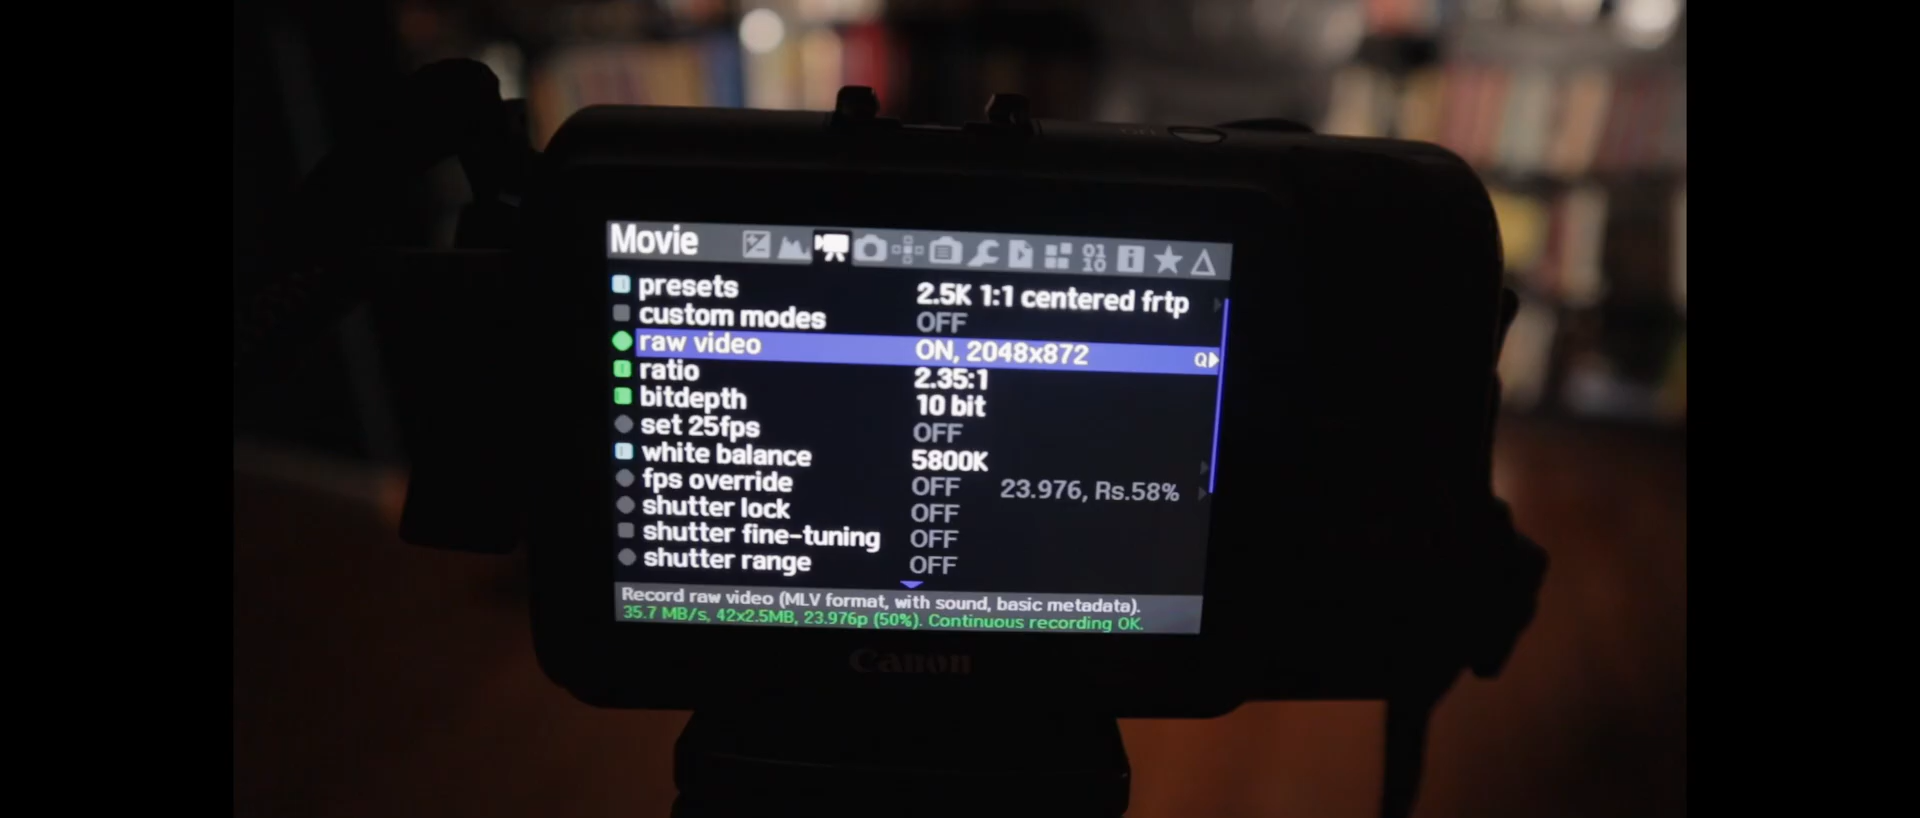 Movie
presets 2.5K 1:1 centered frtp
custom modes OFF
raw video ON, 2048x872 Q
ratio 2.35:1
bitdepth 10 bit
set 25fps OFF
white balance 5800K
fps override OFF 23.976, Rs.58%
shutter lock OFF
shutter fine-tuning OFF
shutter range OFF
Record raw video (MLV format, with sound, basic metadata).
35.7 MB/s, 42x2.5MB, 23.976p (50%). Continuous recording OK.
Canon